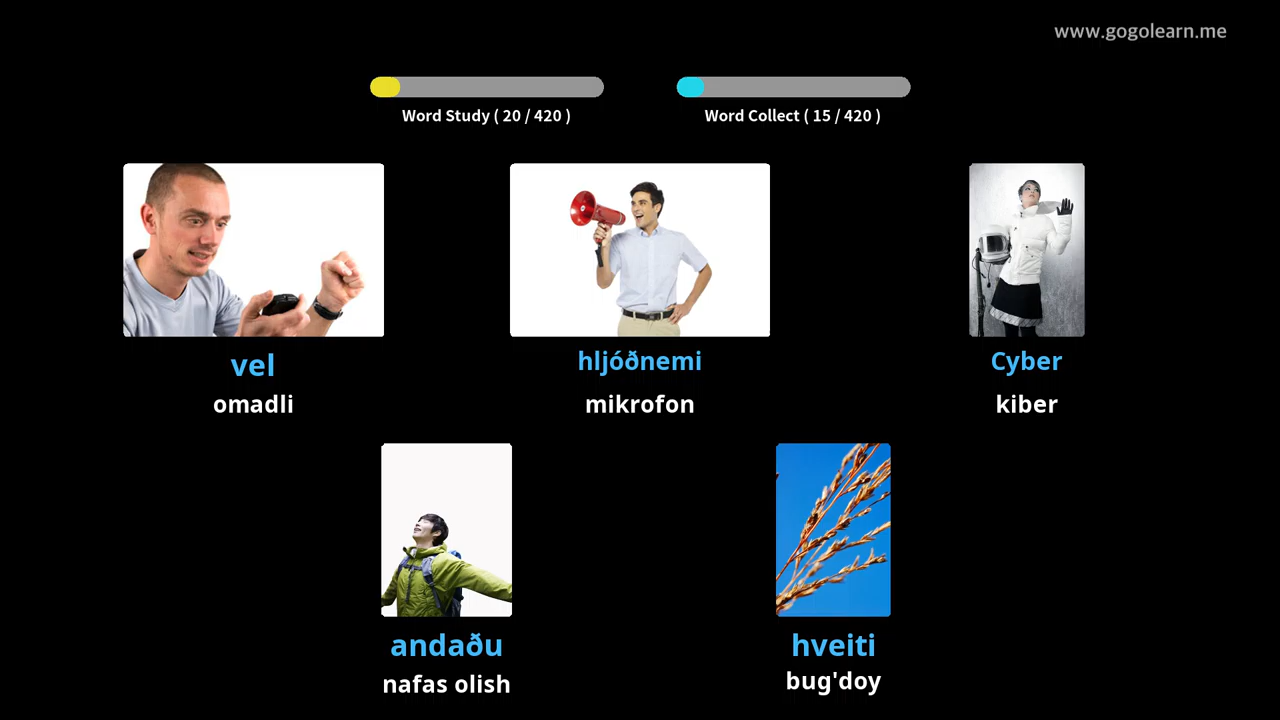 www.gogolearn.me
Word Study ( 20 / 420 )
Word Collect ( 15 / 420 )
vel
hljóðnemi
Cyber
omadli
mikrofon
kiber
andaðu
hveiti
nafas olish
bug'doy